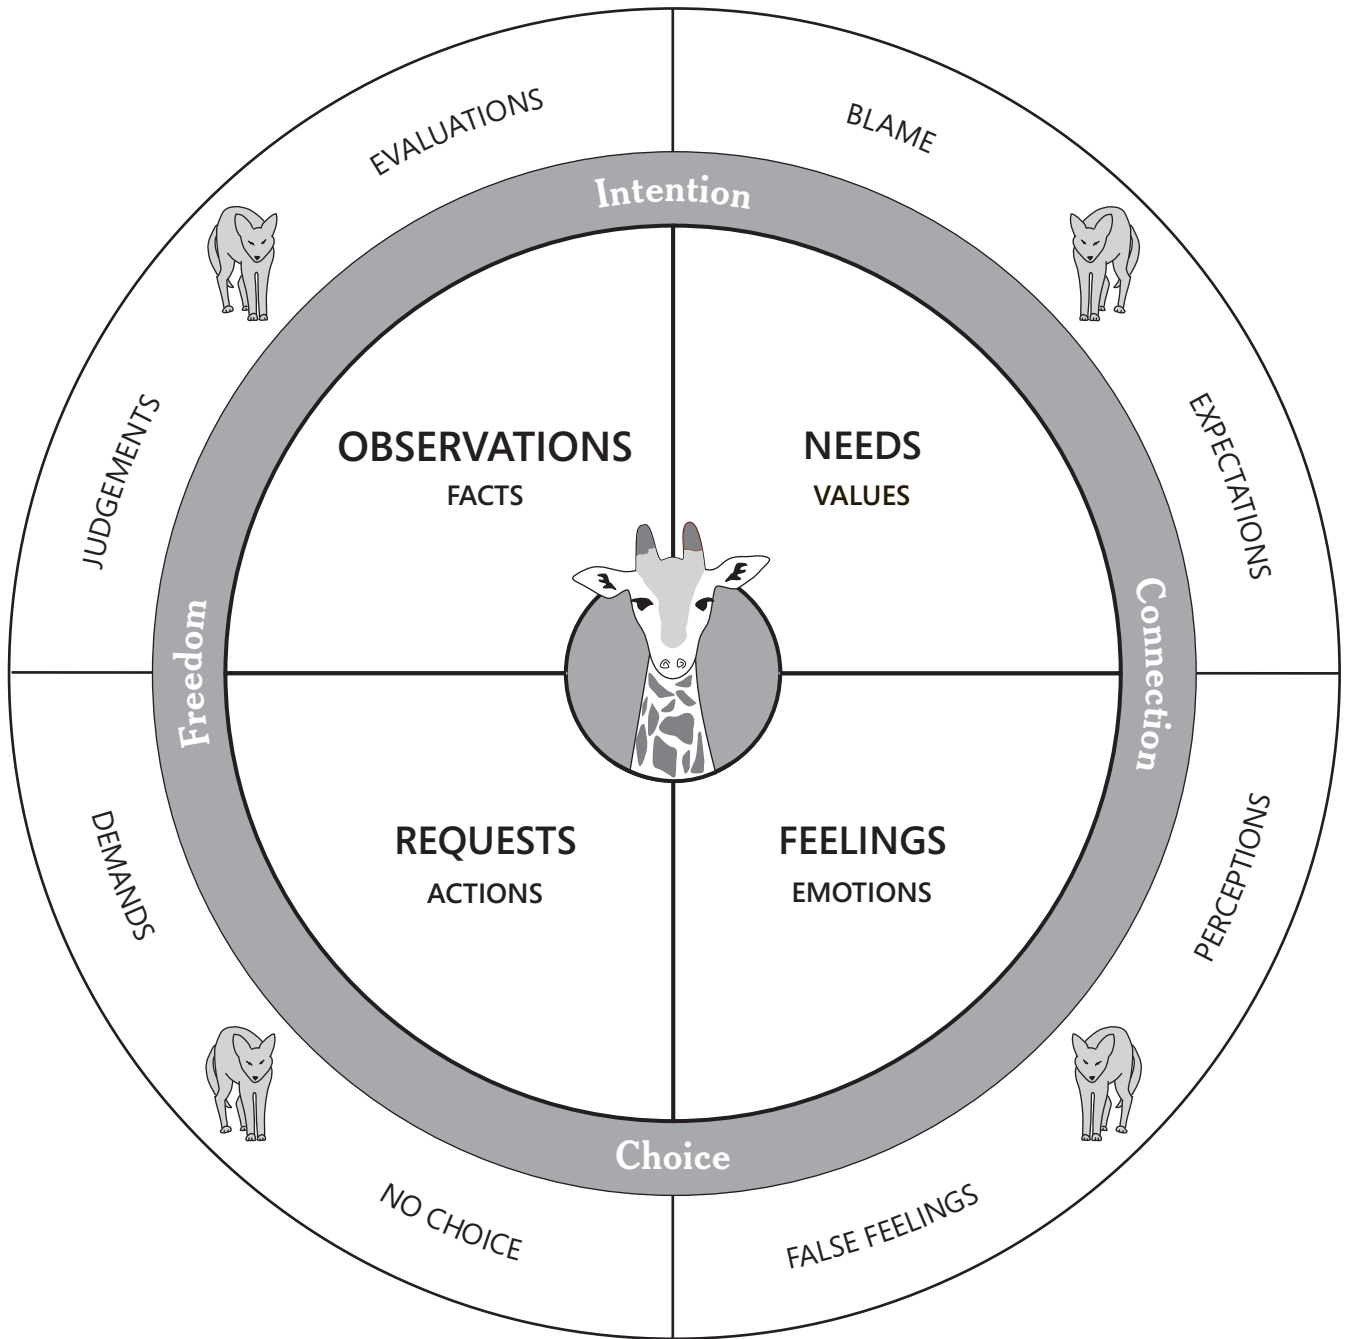 EVALUATIONS
BLAME
Intention
JUDGEMENTS
EXPECTATIONS
OBSERVATIONS
FACTS
NEEDS
VALUES
Freedom
Connection
REQUESTS
ACTIONS
FEELINGS
EMOTIONS
DEMANDS
PERCEPTIONS
Choice
NO CHOICE
FALSE FEELINGS